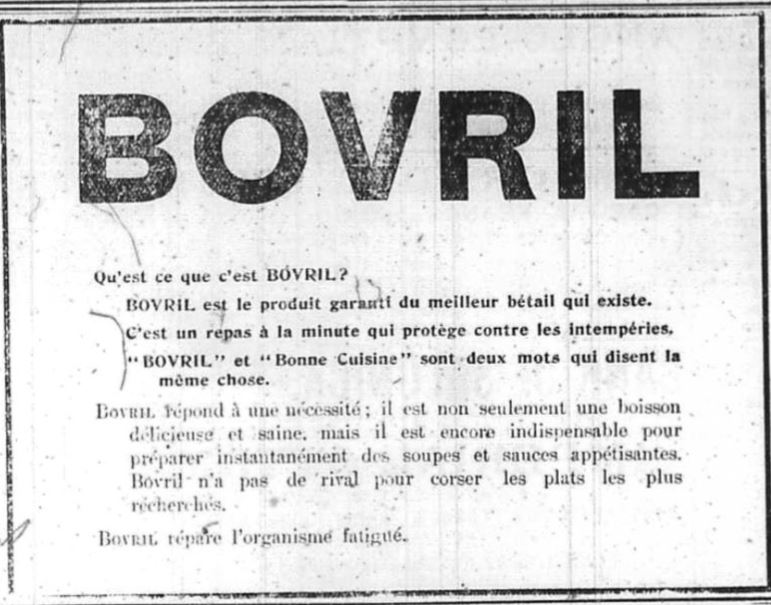 BOVRIL
Qu'est ce que c'est BOVRIL?
BOVRIL est le produit garanti du meilleur bétail qui existe.
C'est un repas à la minute qui protège contre les intempéries.
"BOVRIL" et "Bonne Cuisine" sont deux mots qui disent la
même chose.
BOVRIL répond à une nécessité; il est non seulement une boisson
délicieuse et saine, mais il est encore indispensable pour
préparer instantanément des soupes et sauces appétisantes.
Bovril n'a pas de rival pour corser les plats les plus
recherchés.
BOVRIL répare l'organisme fatigué.